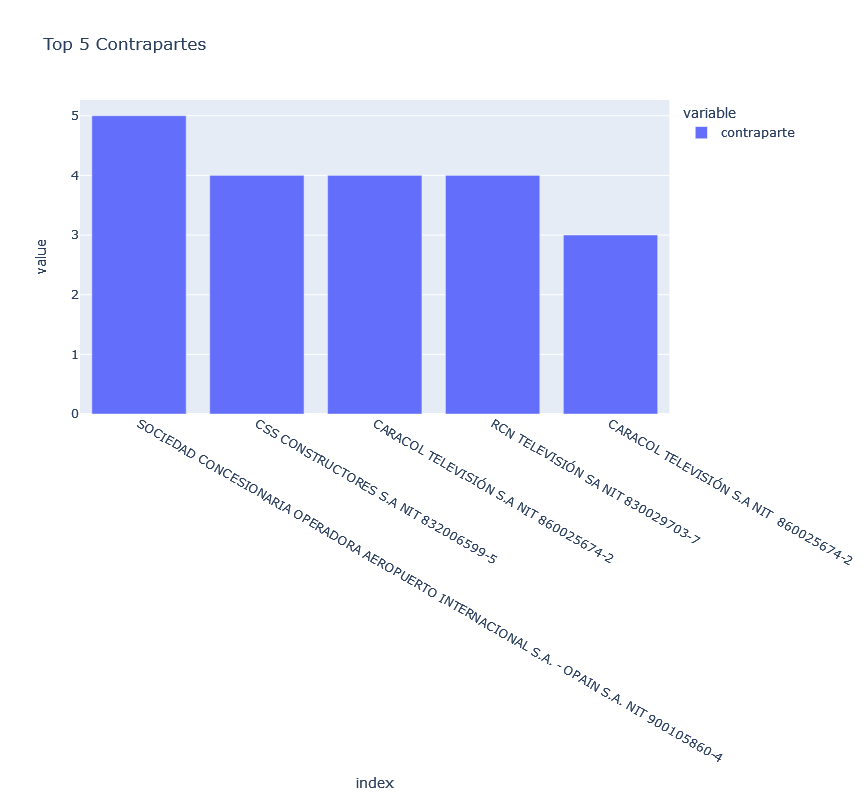 Top 5 Contrapartes
variable
contraparte
value
5
4
3
2
1
0
SOCIEDAD CONCESIONARIA OPERADORA AEROPUERTO INTERNACIONAL S.A. - OPAIN S.A. NIT 900105860-4
CSS CONSTRUCTORES S.A NIT 832006599-5
CARACOL TELEVISIÓN S.A NIT 860025674-2
RCN TELEVISIÓN SA NIT 830029703-7
CARACOL TELEVISIÓN S.A NIT  860025674-2
index